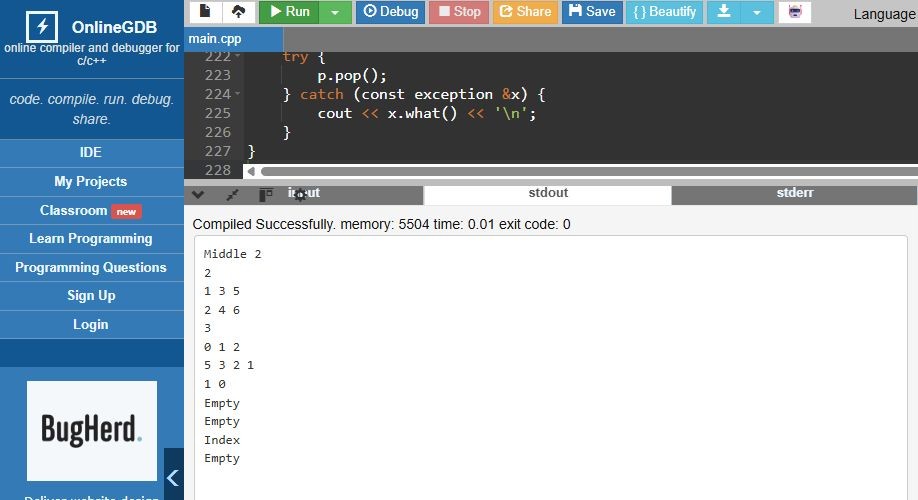 OnlineGDB
online compiler and debugger for
c/c++
code. compile. run. debug.
share.
IDE
My Projects
Classroom new
Learn Programming
Programming Questions
Sign Up
Login
BugHerd.
Deliver website design
Run Debug Stop Share Save { } Beautify Language
main.cpp
222 try {
223 p.pop();
224 } catch (const exception &x) {
225 cout << x.what() << '\n';
226 }
227 }
228
input stdout stderr
Compiled Successfully. memory: 5504 time: 0.01 exit code: 0
Middle 2
2
1 3 5
2 4 6
3
0 1 2
5 3 2 1
1 0
Empty
Empty
Index
Empty